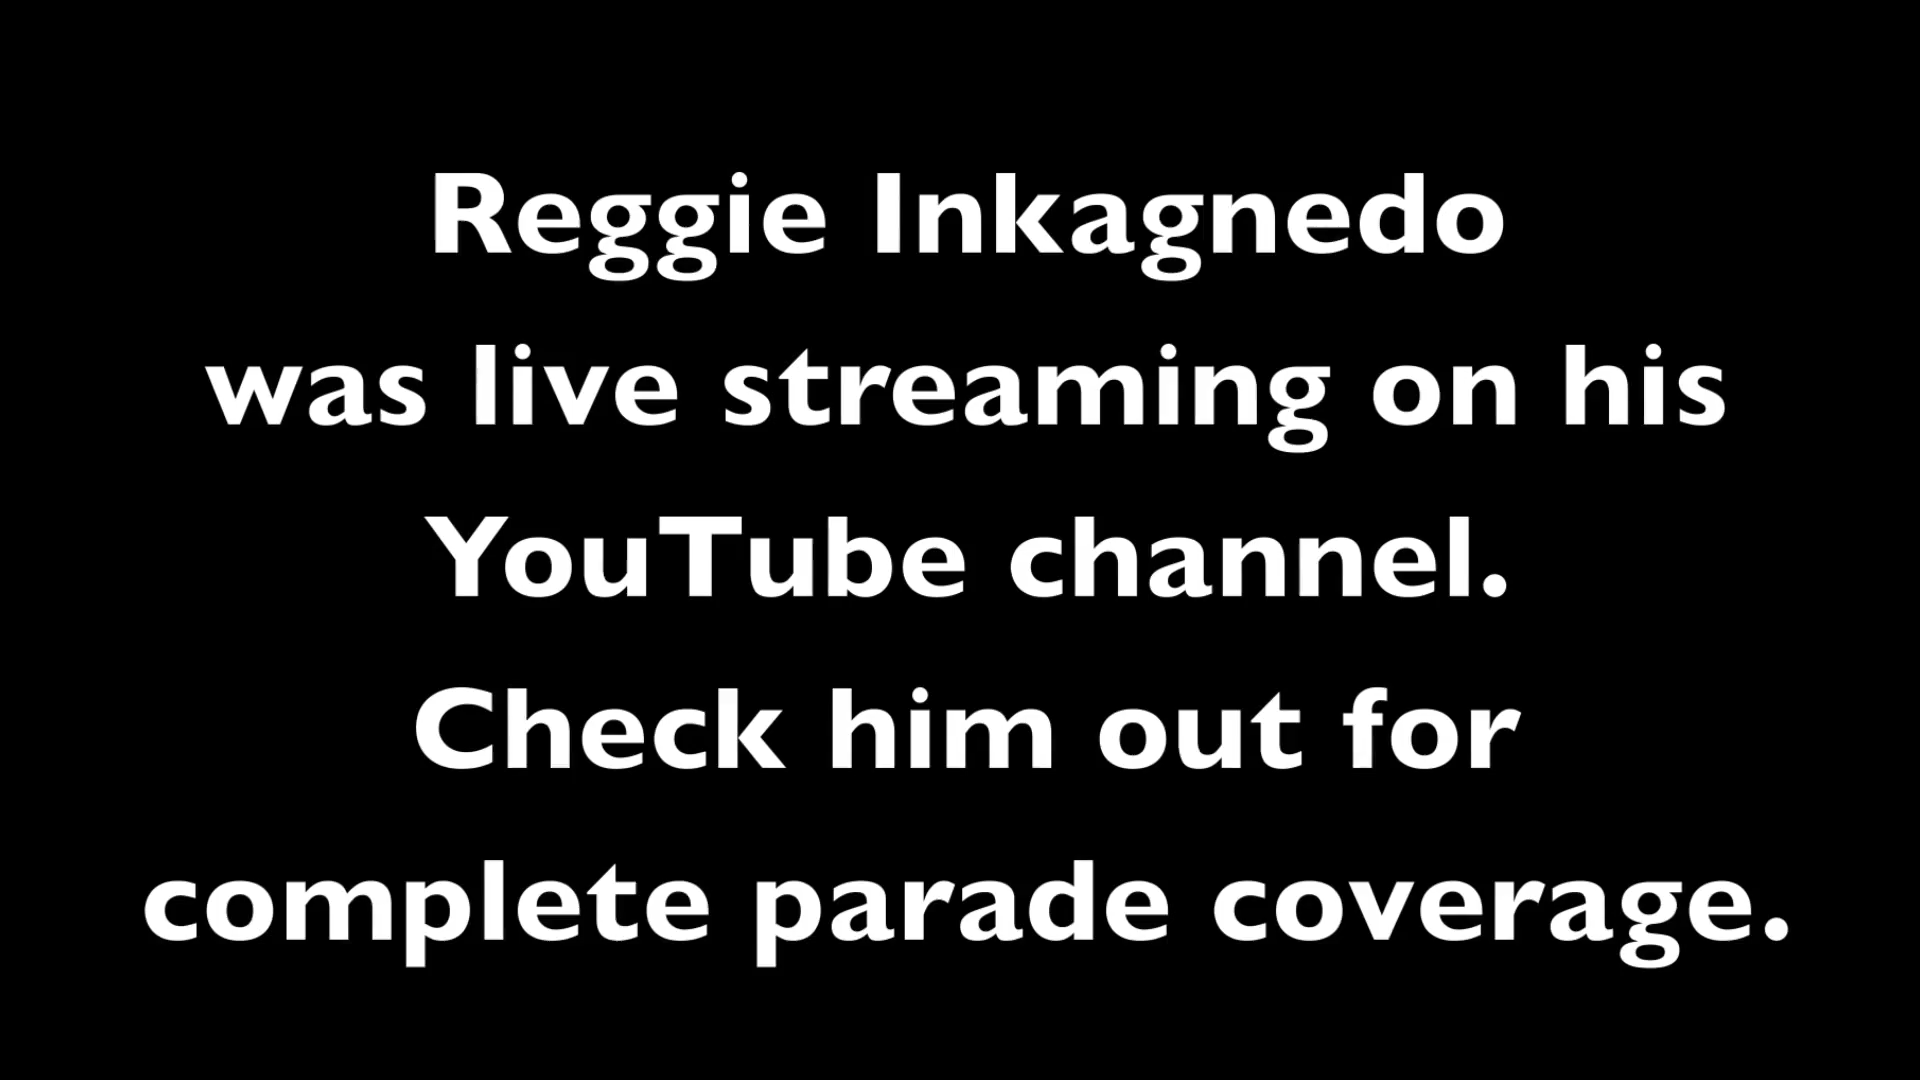 Reggie Inkagnedo
was live streaming on his
YouTube channel.
Check him out for
complete parade coverage.